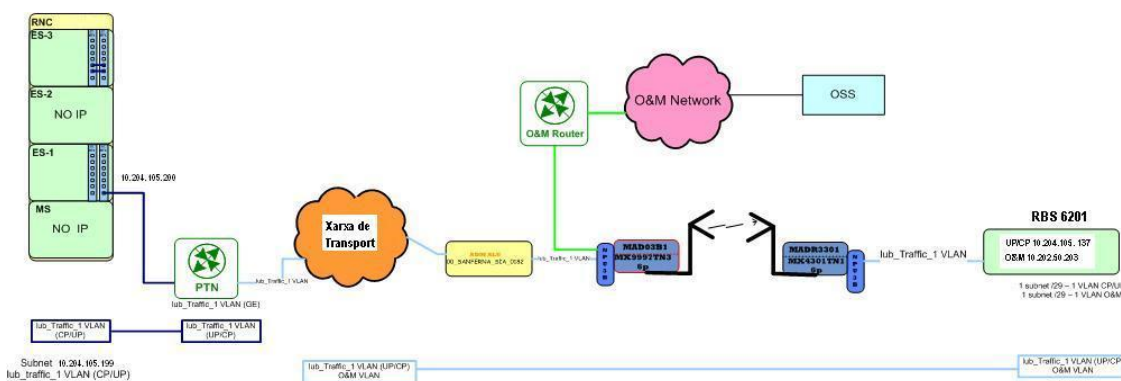 RNC
ES-3
ES-2
NO IP
ES-1
10.204.105.200
MS
NO IP
PTN
Iub_Traffic_1 VLAN (GE)
Iub_Traffic_1 VLAN
Xarxa de
Transport
Iub_Traffic_1 VLAN
O&M Router
O&M Network
OSS
MAD03B1
MX9997TN3
6p
MADR3301
MX4301TN1
6p
Iub_Traffic_1 VLAN
RBS 6201
UP/CP 10.204.105.137
O&M 10.202.50.203
1 subnet /29 – 1 VLAN CP/U
1 subnet /29 – 1 VLAN O&M
Iub_Traffic_1 VLAN
(CP/UP)
Iub_Traffic_1 VLAN
(UP/CP)
Subnet 10.204.105.199
Iub_traffic_1 VLAN (CP/UP)
Iub_Traffic_1 VLAN (UP/CP)
O&M VLAN
Iub_Traffic_1 VLAN (UP/CP)
O&M VLAN